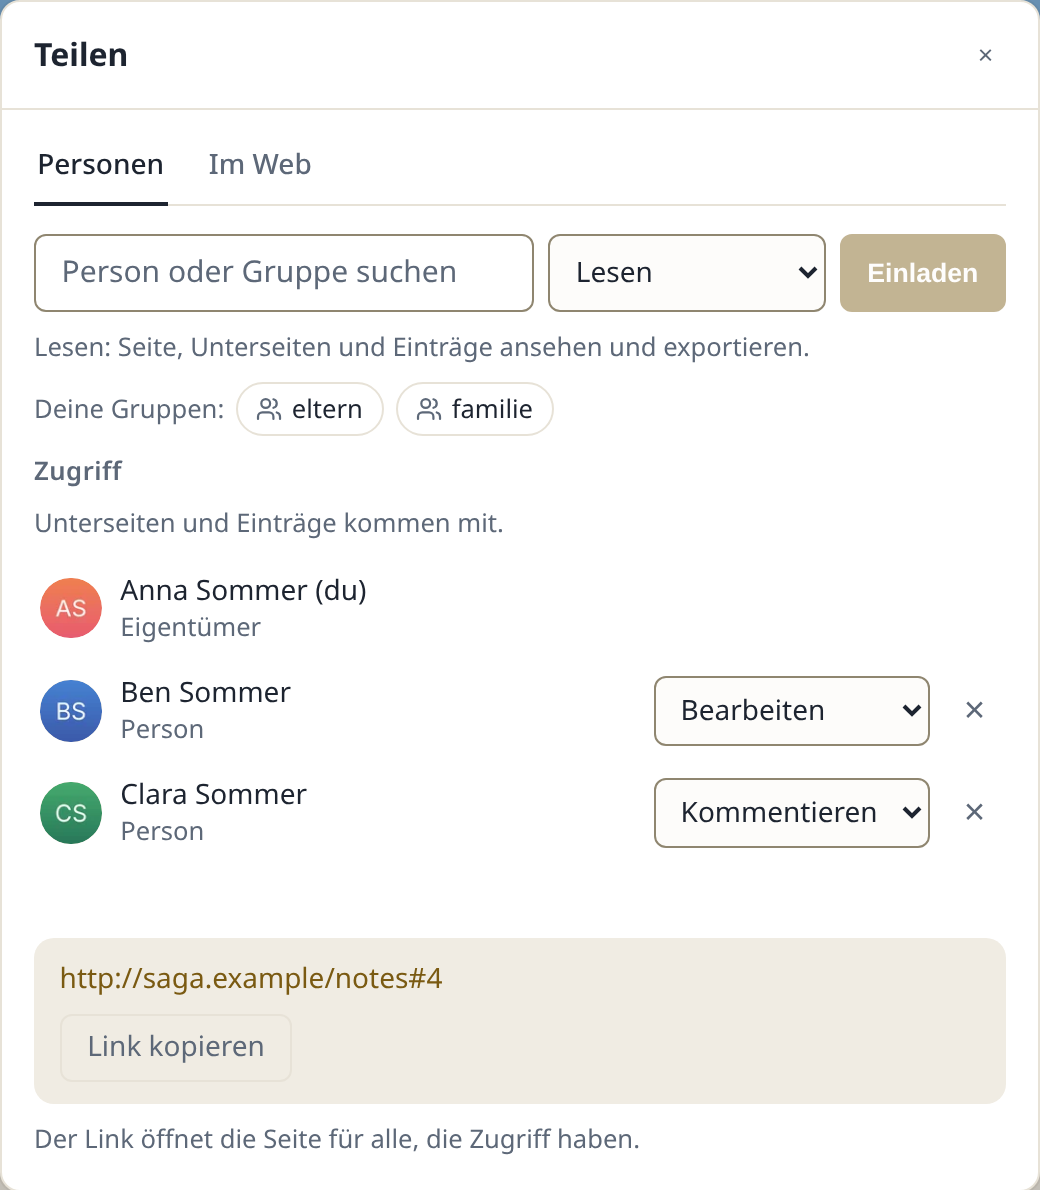 Teilen
×
Personen Im Web
Person oder Gruppe suchen Lesen Einladen
Lesen: Seite, Unterseiten und Einträge ansehen und exportieren.
Deine Gruppen: eltern familie
Zugriff
Unterseiten und Einträge kommen mit.
AS Anna Sommer (du)
Eigentümer
BS Ben Sommer
Person
Bearbeiten ×
CS Clara Sommer
Person
Kommentieren ×
http://saga.example/notes#4
Link kopieren
Der Link öffnet die Seite für alle, die Zugriff haben.